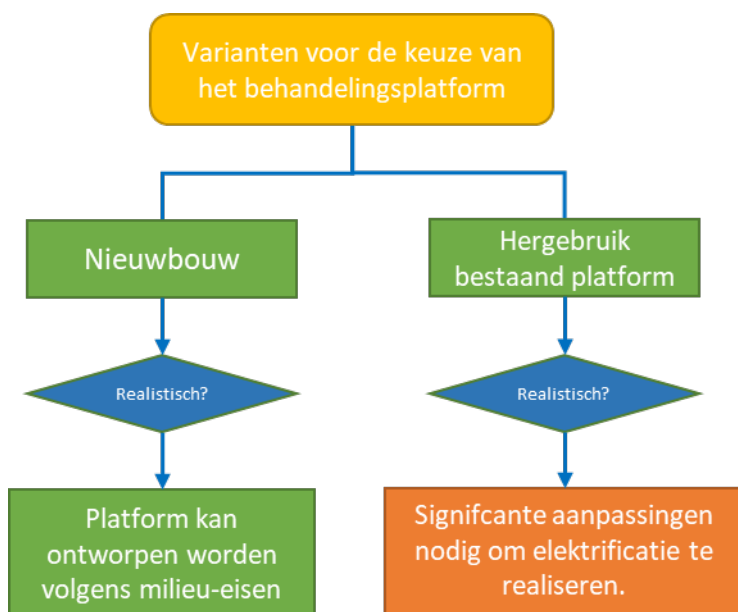 Varianten voor de keuze van
het behandelingsplatform
Nieuwbouw
Hergebruik
bestaand platform
Realistisch?
Realistisch?
Platform kan
ontworpen worden
volgens milieu-eisen
Signifcante aanpassingen
nodig om elektrificatie te
realiseren.